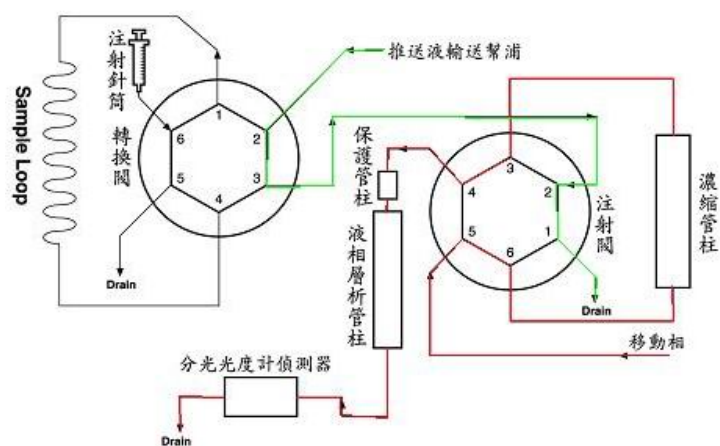 Sample Loop
注射針筒
轉換閥
1
2
3
4
5
6
Drain
推送液輸送幫浦
保護管柱
液相層析管柱
3
4
2
5
1
6
注射閥
Drain
濃縮管柱
移動相
分光光度計偵測器
Drain